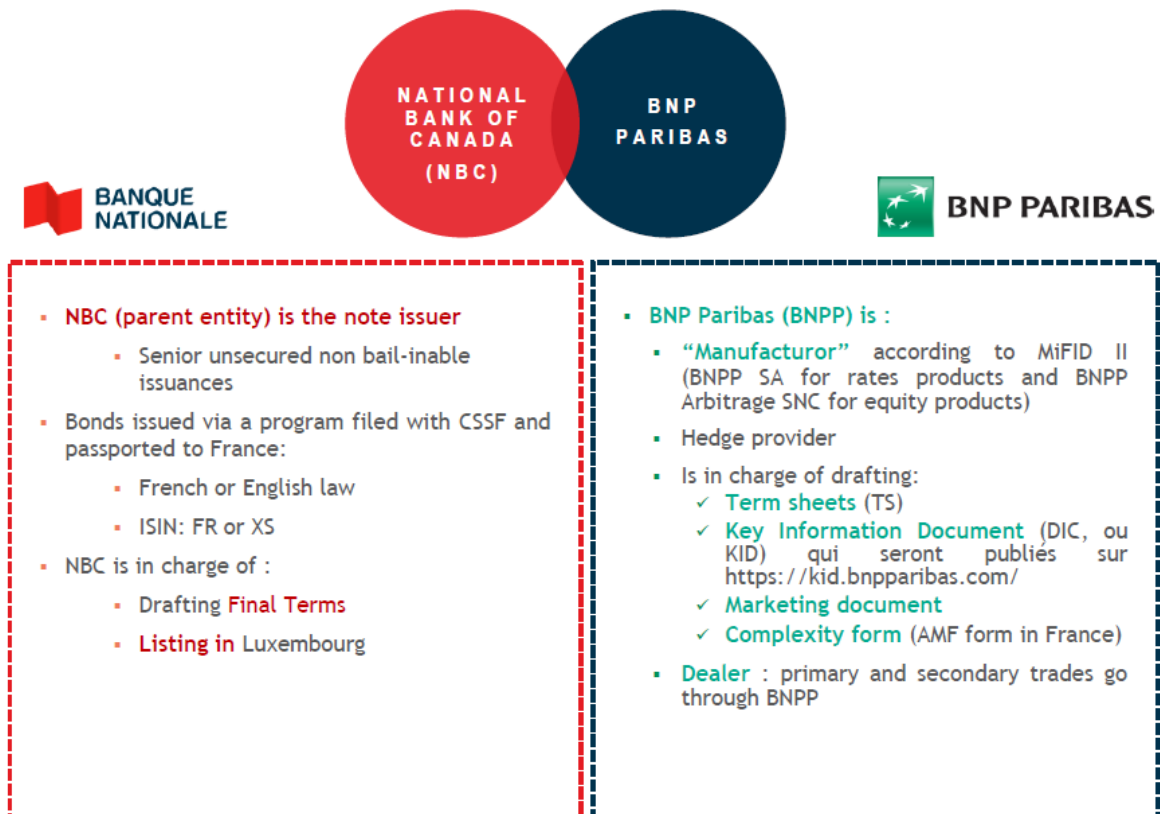 NATIONAL
BANK OF
CANADA
(NBC)
BNP
PARIBAS
BANQUE
NATIONALE
BNP PARIBAS
▪ NBC (parent entity) is the note issuer
▪ Senior unsecured non bail-inable
issuances
▪ Bonds issued via a program filed with CSSF and
passported to France:
▪ French or English law
▪ ISIN: FR or XS
▪ NBC is in charge of :
▪ Drafting Final Terms
▪ Listing in Luxembourg
▪ BNP Paribas (BNPP) is :
▪ “Manufacturor” according to MiFID II
(BNPP SA for rates products and BNPP
Arbitrage SNC for equity products)
▪ Hedge provider
▪ Is in charge of drafting:
✓ Term sheets (TS)
✓ Key Information Document (DIC, ou
KID) qui seront publiés sur
https://kid.bnpparibas.com/
✓ Marketing document
✓ Complexity form (AMF form in France)
▪ Dealer : primary and secondary trades go
through BNPP